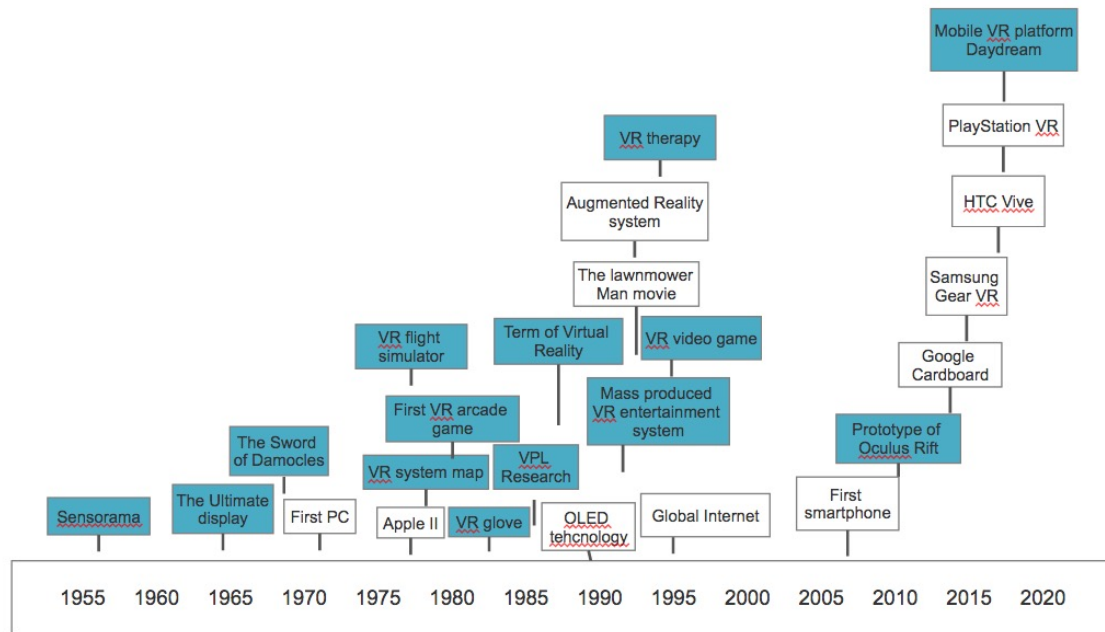 Mobile VR platform
Daydream
PlayStation VR
VR therapy
HTC Vive
Augmented Reality
system
The lawnmower
Man movie
Samsung
Gear VR
VR flight
simulator
Term of Virtual
Reality
VR video game
Google
Cardboard
First VR arcade
game
Mass produced
VR entertainment
system
Prototype of
Oculus Rift
The Sword
of Damocles
VR system map
VPL
Research
Sensorama
The Ultimate
display
First PC
Apple II
VR glove
OLED
tehcnology
Global Internet
First
smartphone
1955 1960 1965 1970 1975 1980 1985 1990 1995 2000 2005 2010 2015 2020